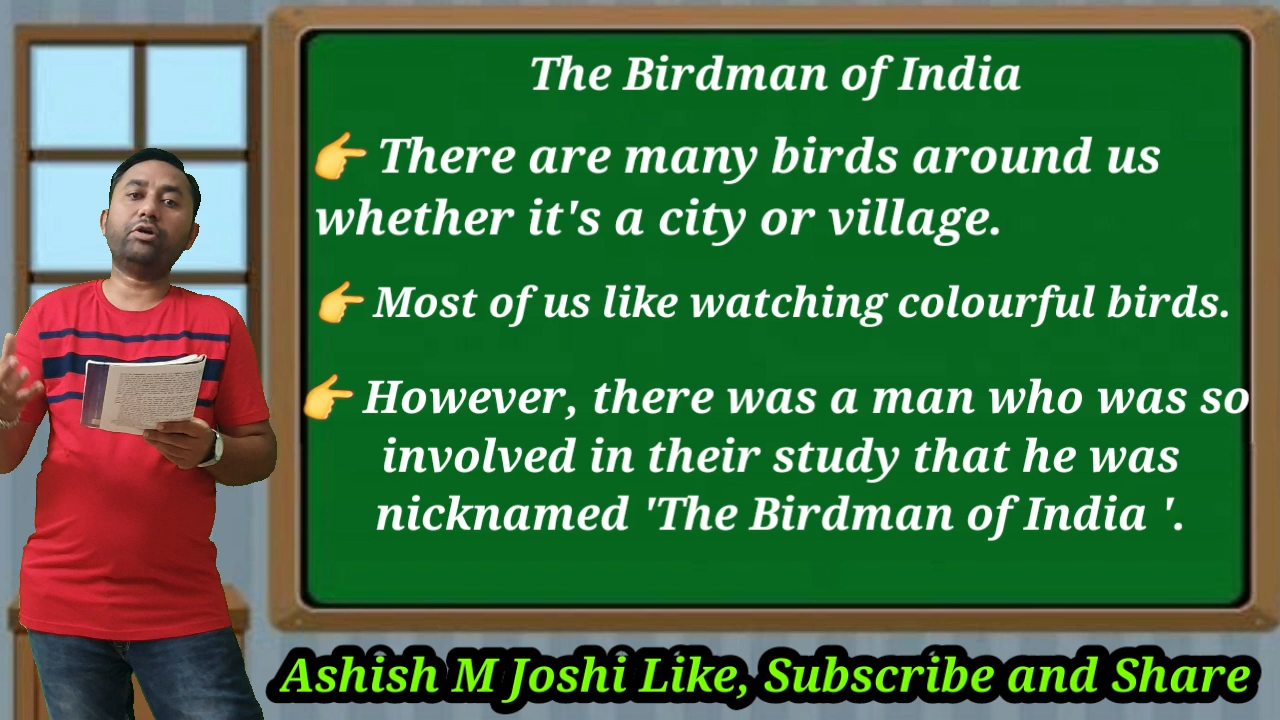 The Birdman of India
👉 There are many birds around us
whether it's a city or village.
👉 Most of us like watching colourful birds.
👉 However, there was a man who was so
involved in their study that he was
nicknamed 'The Birdman of India '.
Ashish M Joshi Like, Subscribe and Share